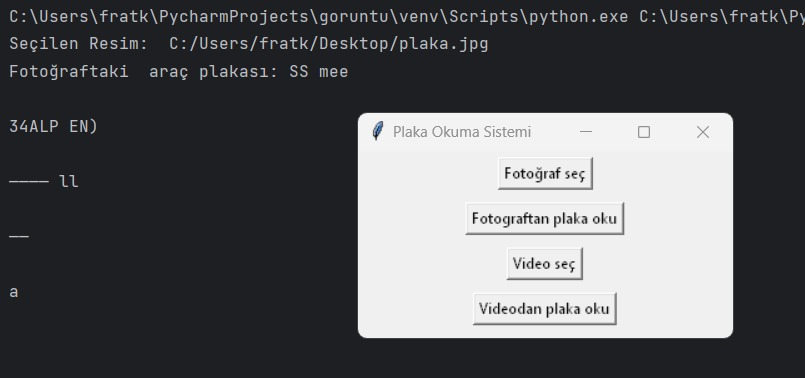 C:\Users\fratk\PycharmProjects\goruntu\venv\Scripts\python.exe C:\Users\fratk\Py
Seçilen Resim:  C:/Users/fratk/Desktop/plaka.jpg
Fotoğraftaki  araç plakası: SS mee
34ALP EN)
———— ll
——
a
Plaka Okuma Sistemi
Fotoğraf seç
Fotograftan plaka oku
Video seç
Videodan plaka oku